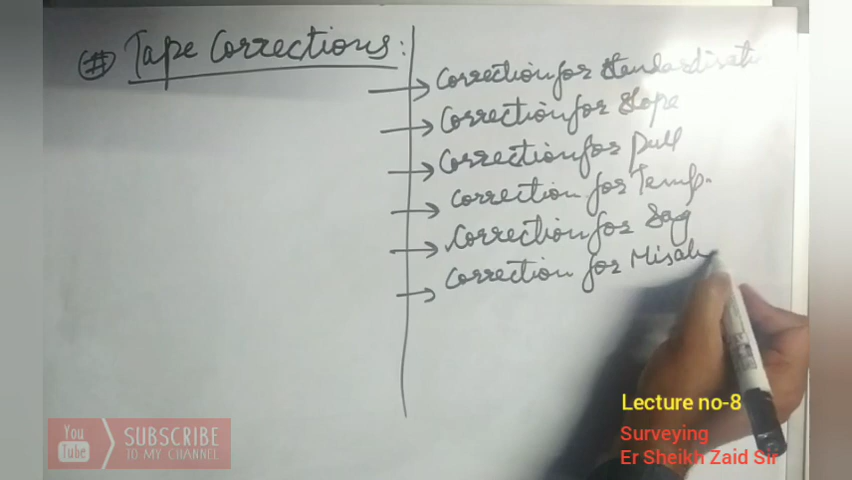 # Tape Corrections:
→ Correction for Standardisati
→ Correction for Slope
→ Correction for Pull
→ Correction for Temp.
→ Correction for Sag
→ Correction for Misal
Lecture no-8
Surveying
Er Sheikh Zaid Sir
You
Tube
SUBSCRIBE
TO MY CHANNEL